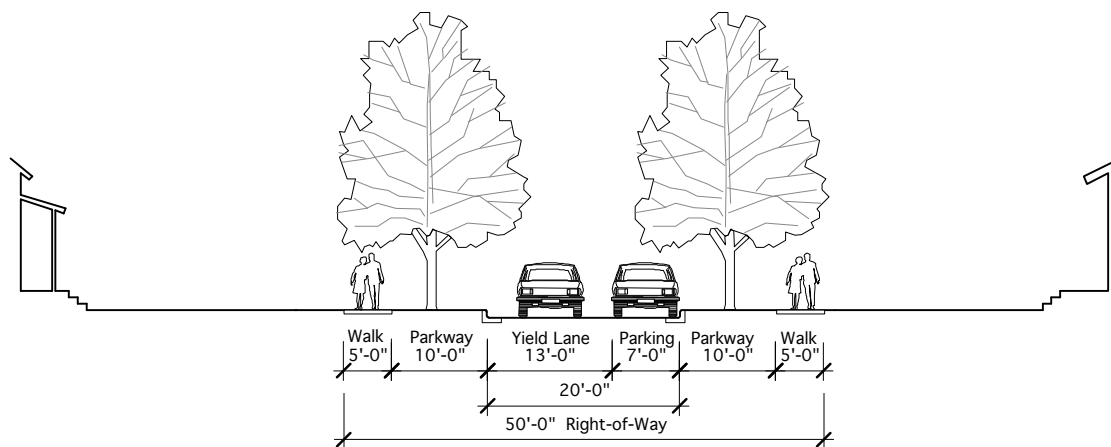 Walk Parkway Yield Lane Parking Parkway Walk
5'-0" 10'-0" 13'-0" 7'-0" 10'-0" 5'-0"
20'-0"
50'-0" Right-of-Way